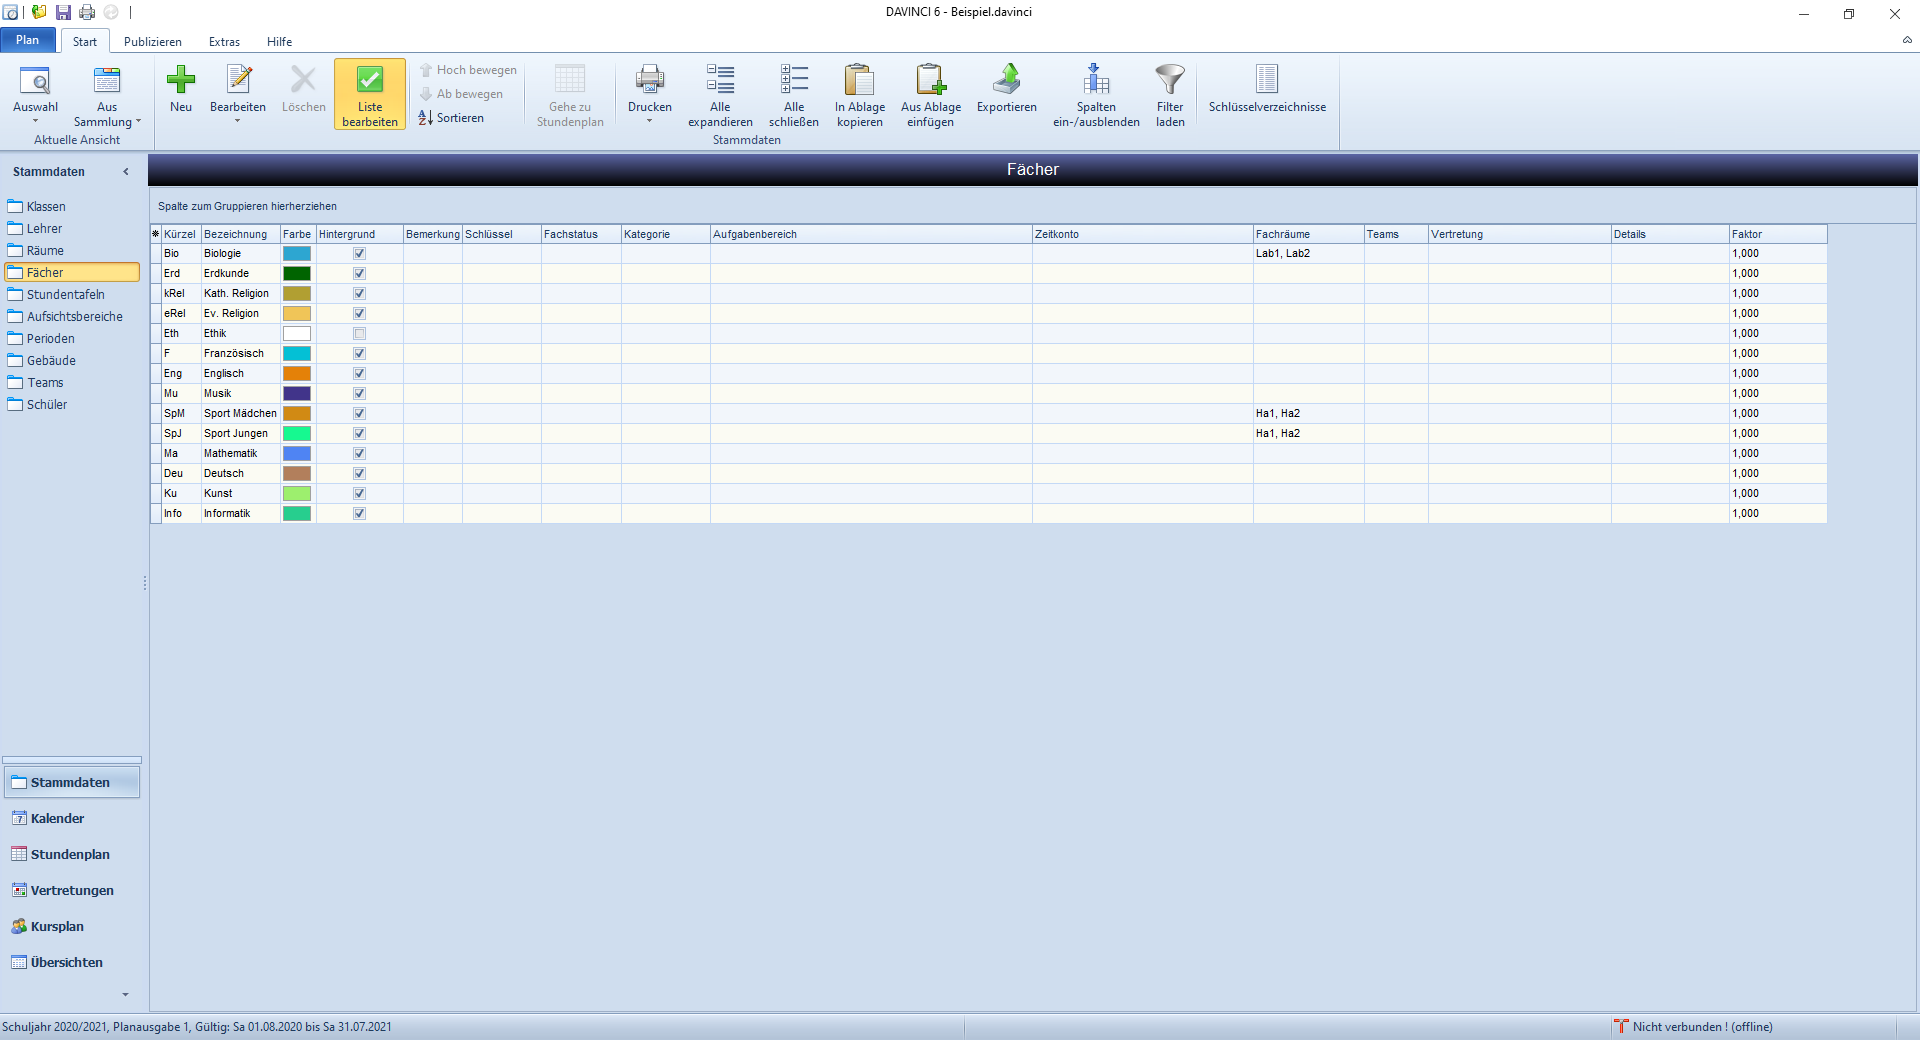 DAVINCI 6 - Beispiel.davinci
Plan
Start
Publizieren
Extras
Hilfe
Auswahl
Aus Sammlung
Aktuelle Ansicht
Neu
Bearbeiten
Löschen
Liste bearbeiten
Hoch bewegen
Ab bewegen
Sortieren
Gehe zu Stundenplan
Drucken
Alle expandieren
Alle schließen
In Ablage kopieren
Aus Ablage einfügen
Exportieren
Spalten ein-/ausblenden
Filter laden
Schlüsselverzeichnisse
Stammdaten
Stammdaten
Klassen
Lehrer
Räume
Fächer
Stundentafeln
Aufsichtsbereiche
Perioden
Gebäude
Teams
Schüler
Stammdaten
Kalender
Stundenplan
Vertretungen
Kursplan
Übersichten
Fächer
Spalte zum Gruppieren hierherziehen
Kürzel Bezeichnung Farbe Hintergrund Bemerkung Schlüssel Fachstatus Kategorie Aufgabenbereich Zeitkonto Fachräume Teams Vertretung Details Faktor
Bio Biologie Lab1, Lab2 1,000
Erd Erdkunde 1,000
kRel Kath. Religion 1,000
eRel Ev. Religion 1,000
Eth Ethik 1,000
F Französisch 1,000
Eng Englisch 1,000
Mu Musik 1,000
SpM Sport Mädchen Ha1, Ha2 1,000
SpJ Sport Jungen Ha1, Ha2 1,000
Ma Mathematik 1,000
Deu Deutsch 1,000
Ku Kunst 1,000
Info Informatik 1,000
Schuljahr 2020/2021, Planausgabe 1, Gültig: Sa 01.08.2020 bis Sa 31.07.2021
Nicht verbunden ! (offline)